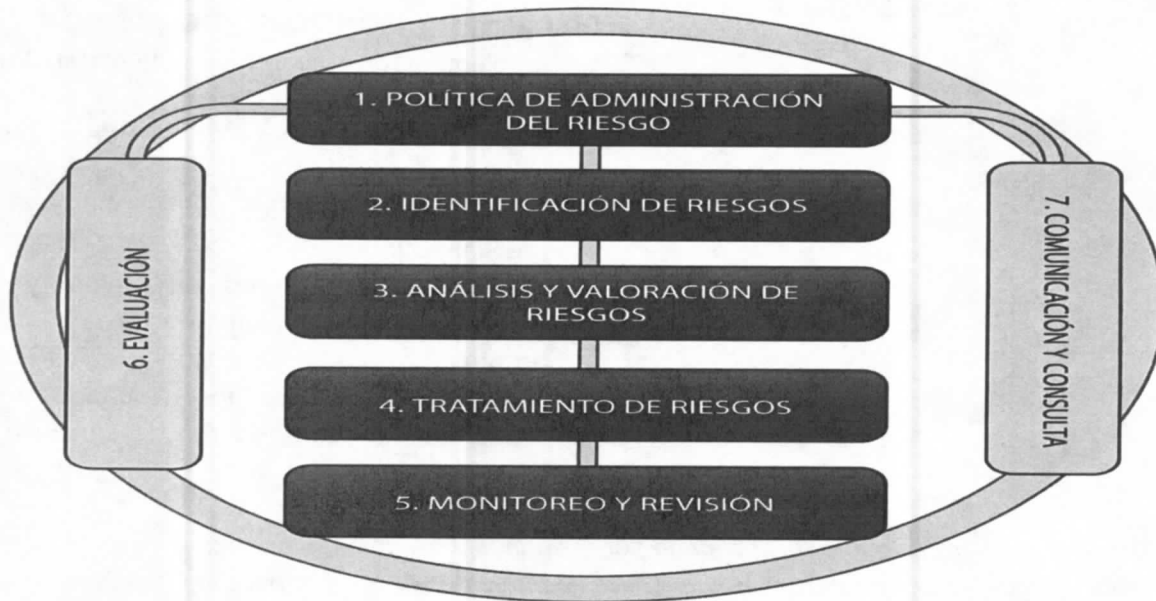 1. POLÍTICA DE ADMINISTRACIÓN
DEL RIESGO
2. IDENTIFICACIÓN DE RIESGOS
3. ANÁLISIS Y VALORACIÓN DE
RIESGOS
4. TRATAMIENTO DE RIESGOS
5. MONITOREO Y REVISIÓN
6. EVALUACIÓN
7. COMUNICACIÓN Y CONSULTA